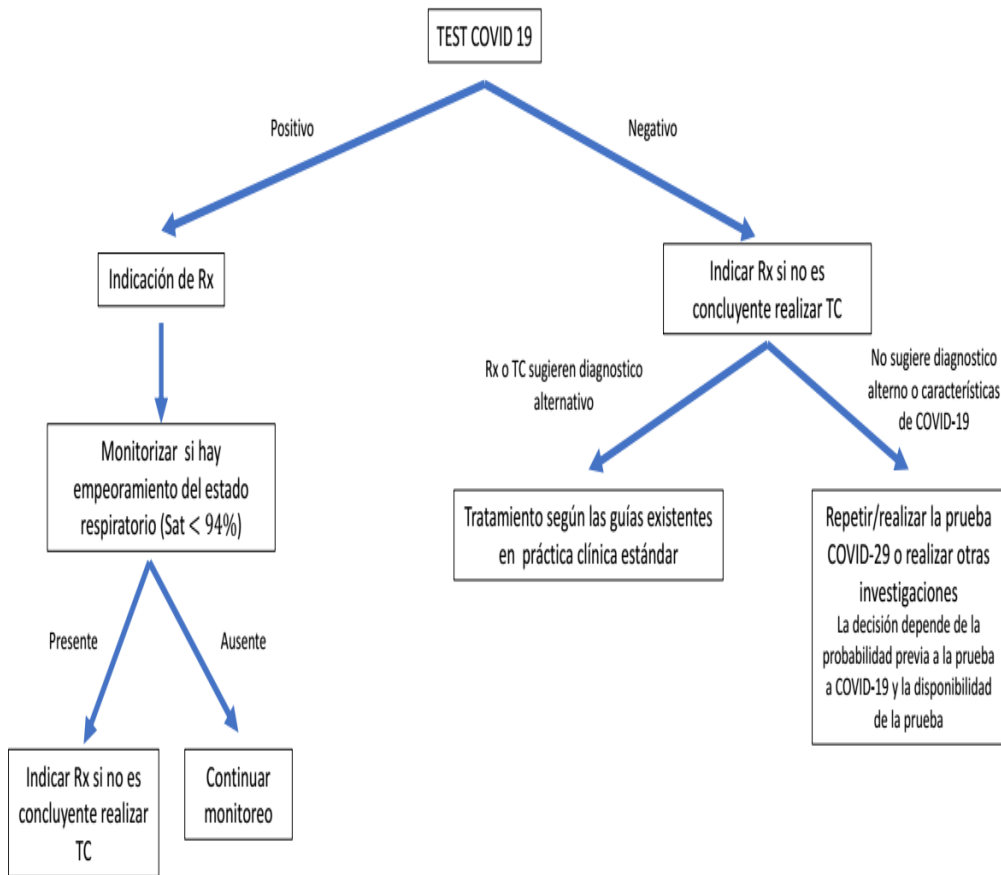 TEST COVID 19
Positivo
Negativo
Indicación de Rx
Indicar Rx si no es
concluyente realizar TC
Rx o TC sugieren diagnostico
alternativo
No sugiere diagnostico
alterno o características
de COVID-19
Monitorizar si hay
empeoramiento del estado
respiratorio (Sat < 94%)
Tratamiento según las guías existentes
en práctica clínica estándar
Repetir/realizar la prueba
COVID-29 o realizar otras
investigaciones
La decisión depende de la
probabilidad previa a la prueba
a COVID-19 y la disponibilidad
de la prueba
Presente
Ausente
Indicar Rx si no es
concluyente realizar
TC
Continuar
monitoreo